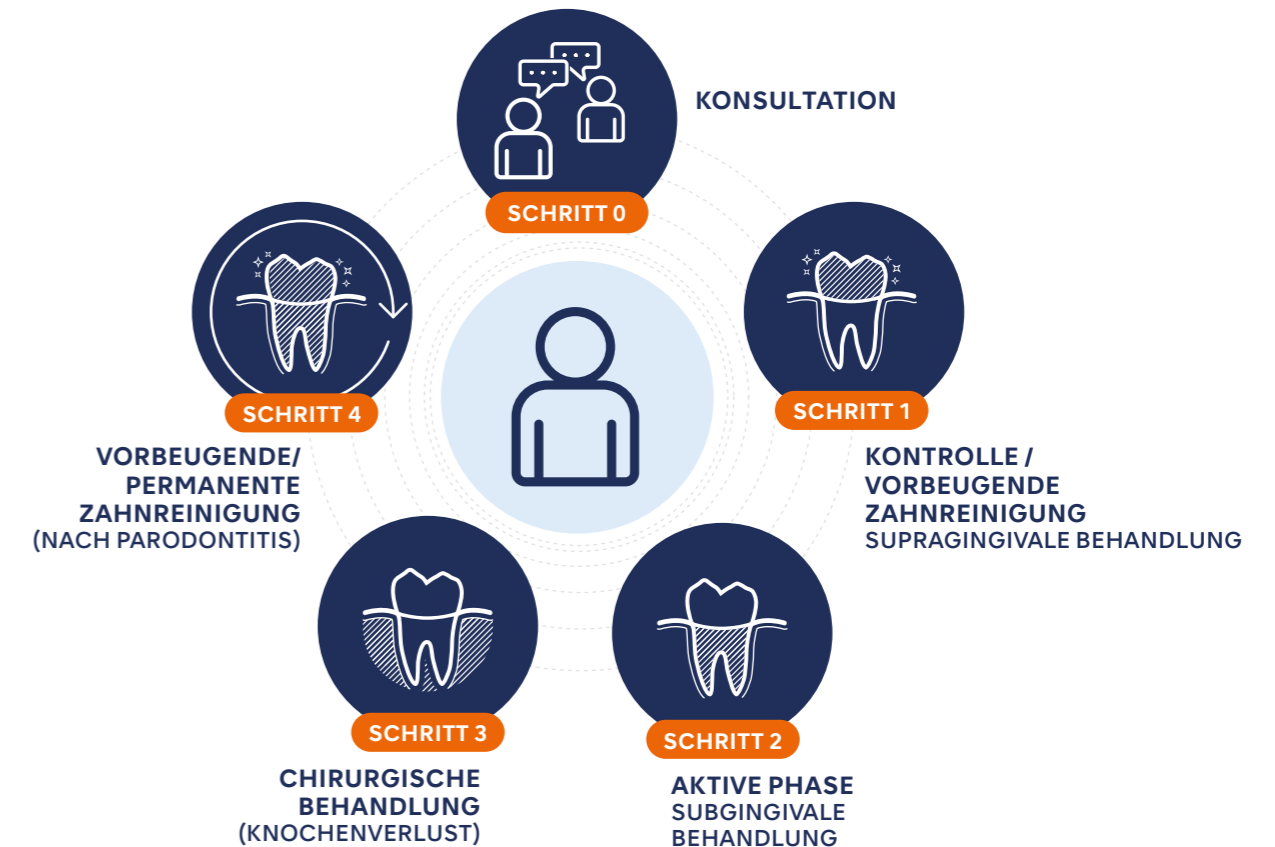 KONSULTATION
SCHRITT 0
SCHRITT 1
KONTROLLE /
VORBEUGENDE
ZAHNREINIGUNG
SUPRAGINGIVALE BEHANDLUNG
SCHRITT 2
AKTIVE PHASE
SUBGINGIVALE
BEHANDLUNG
SCHRITT 3
CHIRURGISCHE
BEHANDLUNG
(KNOCHENVERLUST)
SCHRITT 4
VORBEUGENDE/
PERMANENTE
ZAHNREINIGUNG
(NACH PARODONTITIS)